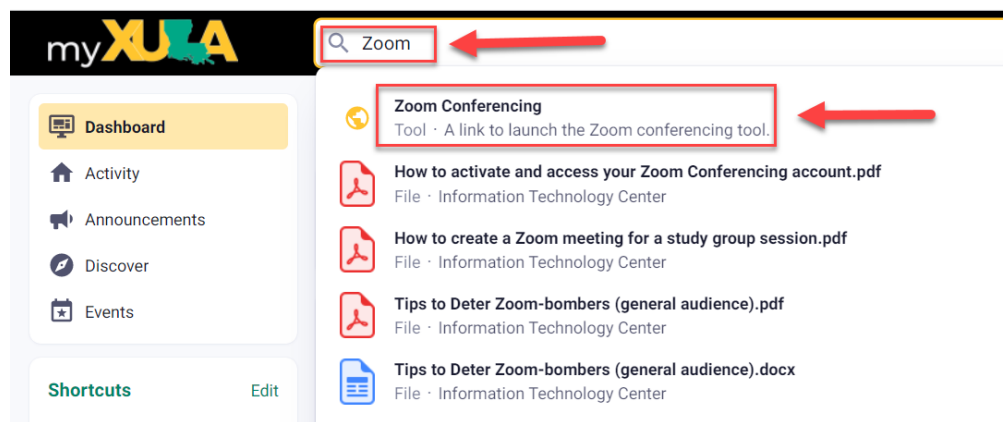 myXULA
Zoom
Dashboard
Activity
Announcements
Discover
Events
Shortcuts
Edit
Zoom Conferencing
Tool · A link to launch the Zoom conferencing tool.
How to activate and access your Zoom Conferencing account.pdf
File · Information Technology Center
How to create a Zoom meeting for a study group session.pdf
File · Information Technology Center
Tips to Deter Zoom-bombers (general audience).pdf
File · Information Technology Center
Tips to Deter Zoom-bombers (general audience).docx
File · Information Technology Center